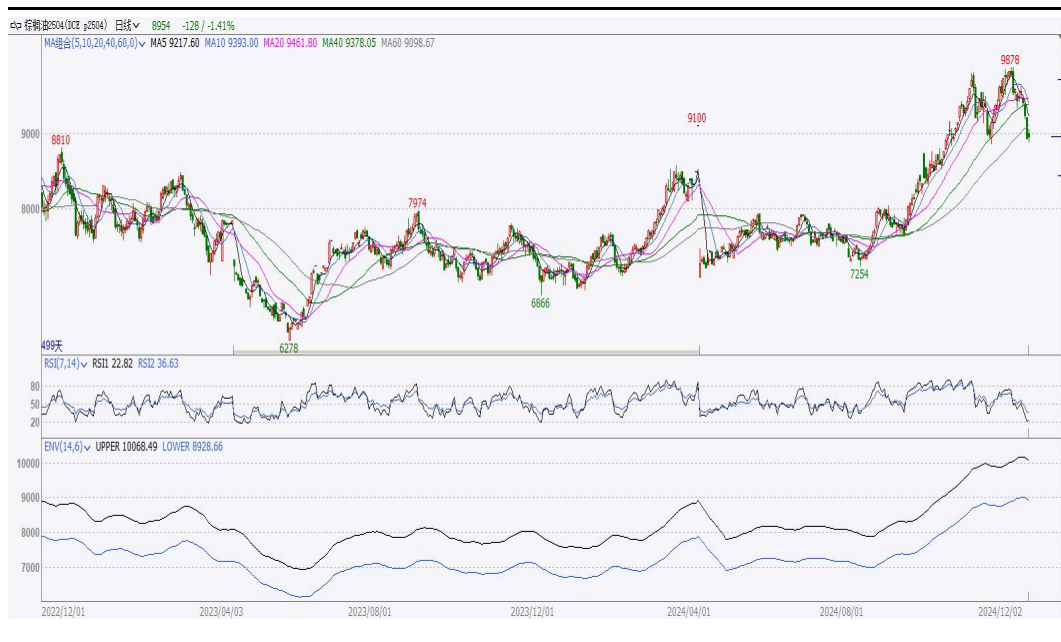 棕榈油2504(DCE p2504) 日线 8954 -128 / -1.41%
MA组合(5,10,20,40,60,0) MA5 9217.60 MA10 9393.00 MA20 9461.80 MA40 9378.05 MA60 9098.67
9878
9100
9000
8810
8000
7974
7254
6866
6278
499天
RSI(7,14) RSI1 22.82 RSI2 36.63
80
50
20
ENV(14,6) UPPER 10068.49 LOWER 8928.66
10000
9000
8000
7000
2022/12/01 2023/04/03 2023/08/01 2023/12/01 2024/04/01 2024/08/01 2024/12/02